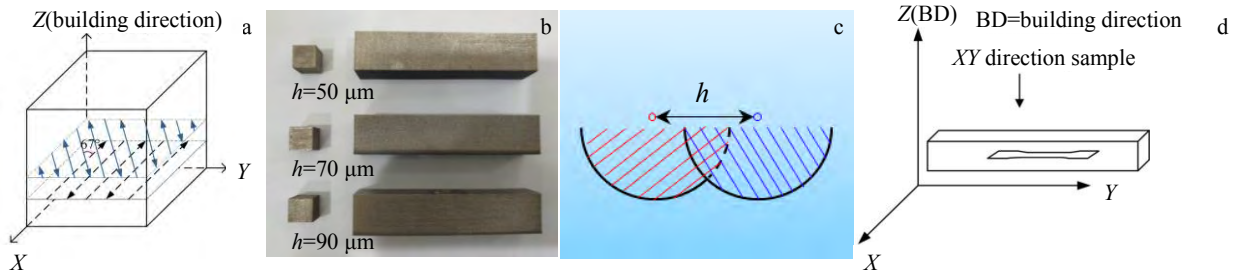 Z(building direction)
a
67°
Y
X
b
h=50 μm
h=70 μm
h=90 μm
c
h
Z(BD)
BD=building direction
d
XY direction sample
Y
X